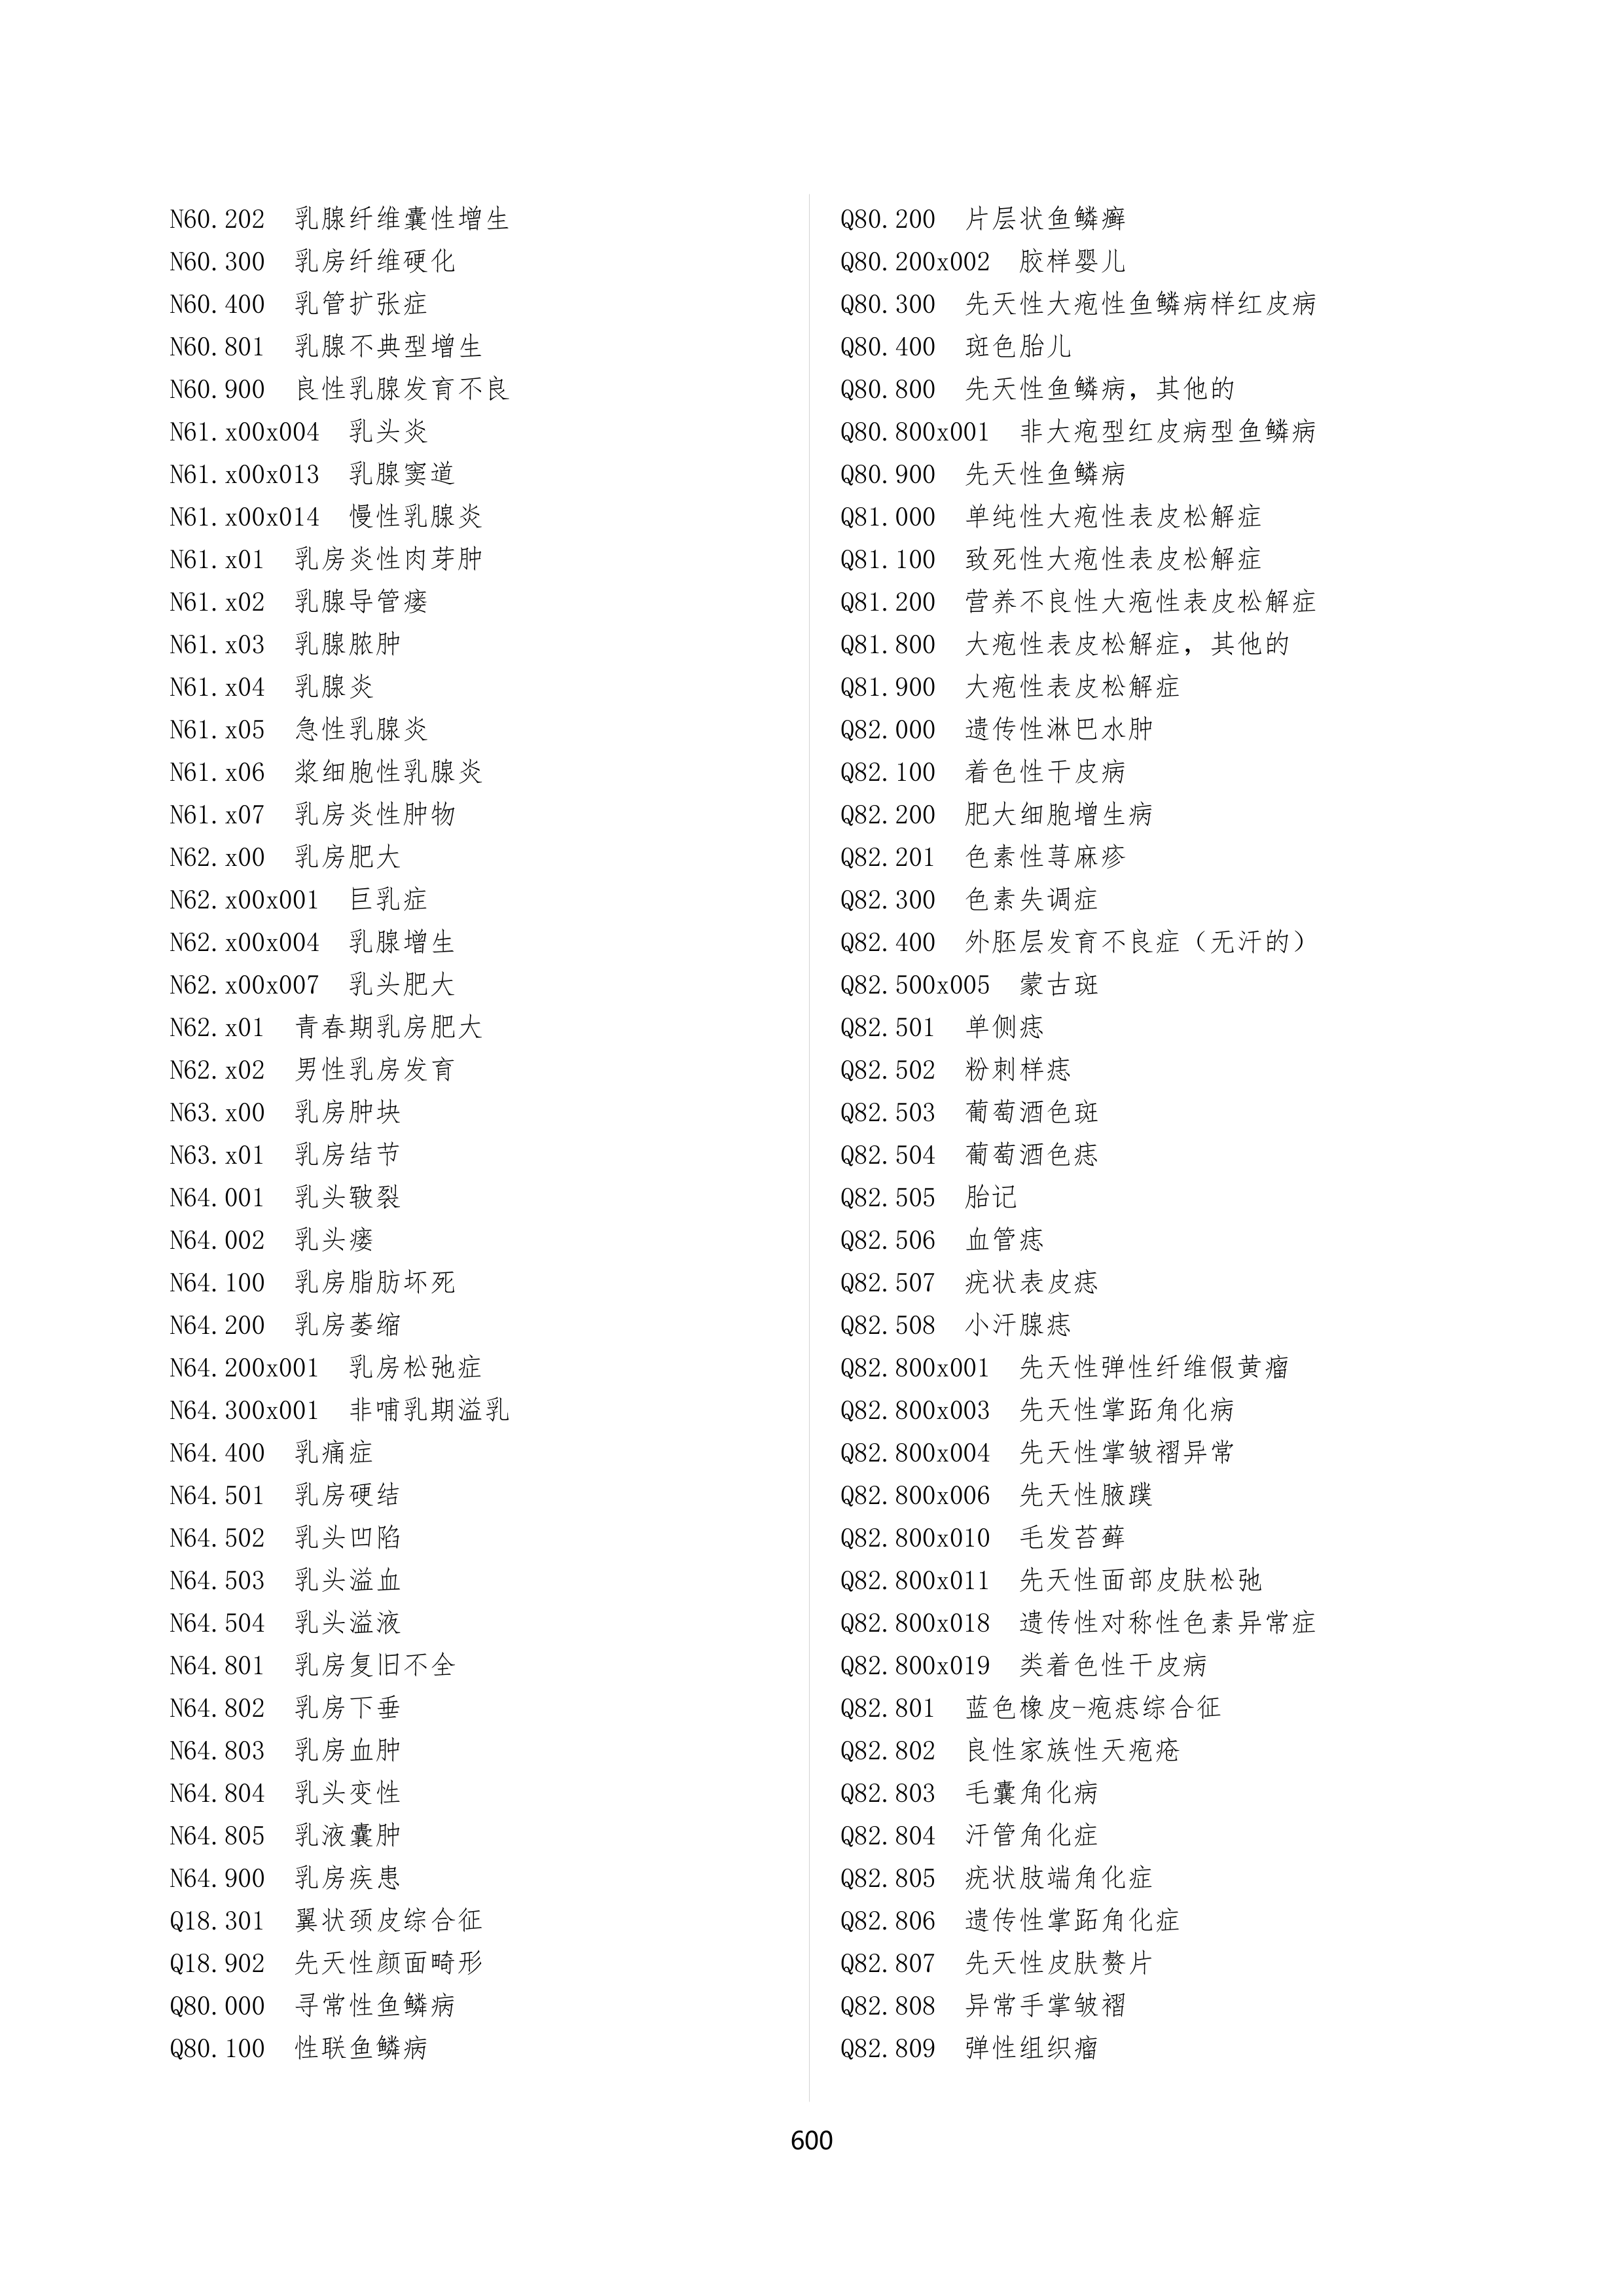 N60.202 乳腺纤维囊性增生
N60.300 乳房纤维硬化
N60.400 乳管扩张症
N60.801 乳腺不典型增生
N60.900 良性乳腺发育不良
N61.x00x004 乳头炎
N61.x00x013 乳腺窦道
N61.x00x014 慢性乳腺炎
N61.x01 乳房炎性肉芽肿
N61.x02 乳腺导管瘘
N61.x03 乳腺脓肿
N61.x04 乳腺炎
N61.x05 急性乳腺炎
N61.x06 浆细胞性乳腺炎
N61.x07 乳房炎性肿物
N62.x00 乳房肥大
N62.x00x001 巨乳症
N62.x00x004 乳腺增生
N62.x00x007 乳头肥大
N62.x01 青春期乳房肥大
N62.x02 男性乳房发育
N63.x00 乳房肿块
N63.x01 乳房结节
N64.001 乳头皲裂
N64.002 乳头瘘
N64.100 乳房脂肪坏死
N64.200 乳房萎缩
N64.200x001 乳房松弛症
N64.300x001 非哺乳期溢乳
N64.400 乳痛症
N64.501 乳房硬结
N64.502 乳头凹陷
N64.503 乳头溢血
N64.504 乳头溢液
N64.801 乳房复旧不全
N64.802 乳房下垂
N64.803 乳房血肿
N64.804 乳头变性
N64.805 乳液囊肿
N64.900 乳房疾患
Q18.301 翼状颈皮综合征
Q18.902 先天性颜面畸形
Q80.000 寻常性鱼鳞病
Q80.100 性联鱼鳞病
Q80.200 片层状鱼鳞癣
Q80.200x002 胶样婴儿
Q80.300 先天性大疱性鱼鳞病样红皮病
Q80.400 斑色胎儿
Q80.800 先天性鱼鳞病，其他的
Q80.800x001 非大疱型红皮病型鱼鳞病
Q80.900 先天性鱼鳞病
Q81.000 单纯性大疱性表皮松解症
Q81.100 致死性大疱性表皮松解症
Q81.200 营养不良性大疱性表皮松解症
Q81.800 大疱性表皮松解症，其他的
Q81.900 大疱性表皮松解症
Q82.000 遗传性淋巴水肿
Q82.100 着色性干皮病
Q82.200 肥大细胞增生病
Q82.201 色素性荨麻疹
Q82.300 色素失调症
Q82.400 外胚层发育不良症（无汗的）
Q82.500x005 蒙古斑
Q82.501 单侧痣
Q82.502 粉刺样痣
Q82.503 葡萄酒色斑
Q82.504 葡萄酒色痣
Q82.505 胎记
Q82.506 血管痣
Q82.507 疣状表皮痣
Q82.508 小汗腺痣
Q82.800x001 先天性弹性纤维假黄瘤
Q82.800x003 先天性掌跖角化病
Q82.800x004 先天性掌皱褶异常
Q82.800x006 先天性腋蹼
Q82.800x010 毛发苔藓
Q82.800x011 先天性面部皮肤松弛
Q82.800x018 遗传性对称性色素异常症
Q82.800x019 类着色性干皮病
Q82.801 蓝色橡皮-疱痣综合征
Q82.802 良性家族性天疱疮
Q82.803 毛囊角化病
Q82.804 汗管角化症
Q82.805 疣状肢端角化症
Q82.806 遗传性掌跖角化症
Q82.807 先天性皮肤赘片
Q82.808 异常手掌皱褶
Q82.809 弹性组织瘤
600